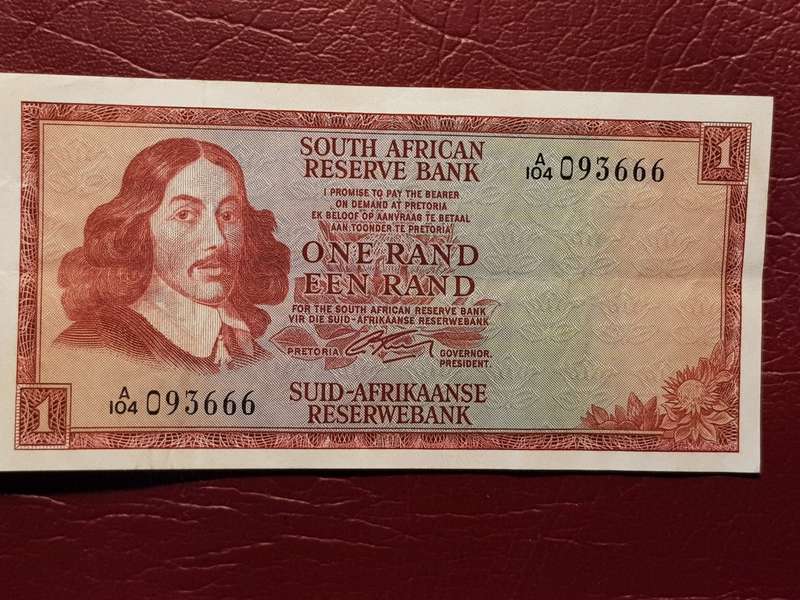 SOUTH AFRICAN
RESERVE BANK
A/104 093666
1
I PROMISE TO PAY THE BEARER
ON DEMAND AT PRETORIA
EK BELOOF OP AANVRAAG TE BETAAL
AAN TOONDER TE PRETORIA
ONE RAND
EEN RAND
FOR THE SOUTH AFRICAN RESERVE BANK
VIR DIE SUID-AFRIKAANSE RESERWEBANK
PRETORIA
GOVERNOR.
PRESIDENT.
1
A/104 093666
SUID-AFRIKAANSE
RESERWEBANK